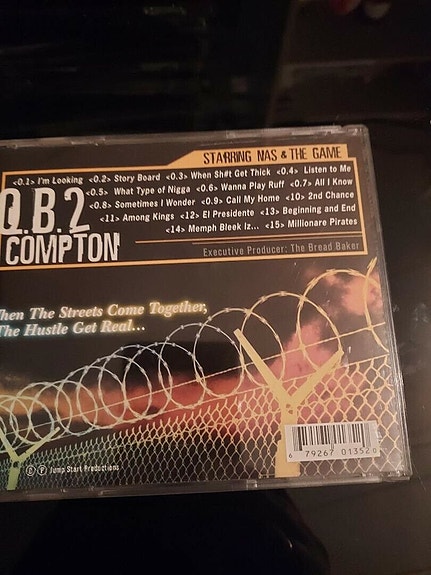 STARRING NAS & THE GAME
<0.1> I'm Looking <0.2> Story Board <0.3> When Sh#t Get Thick <0.4> Listen to Me
<0.5> What Type of Nigga <0.6> Wanna Play Ruff <0.7> All I Know
<0.8> Sometimes I Wonder <0.9> Call My Home <10> 2nd Chance
<11> Among Kings <12> El Presidente <13> Beginning and End
<14> Memph Bleek Iz... <15> Millionare Pirates
Q.B.2
COMPTON
Executive Producer: The Bread Baker
hen The Streets Come Together,
The Hustle Get Real...
6 79267 01352 0
© ℗ Jump Start Productions